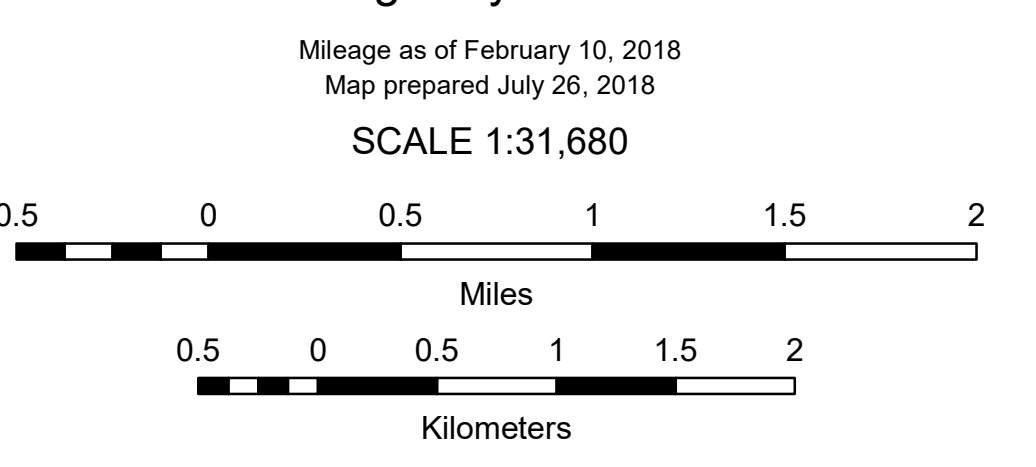 Mileage as of February 10, 2018
Map prepared July 26, 2018
SCALE 1:31,680
0.5 0 0.5 1 1.5 2
Miles
0.5 0 0.5 1 1.5 2
Kilometers